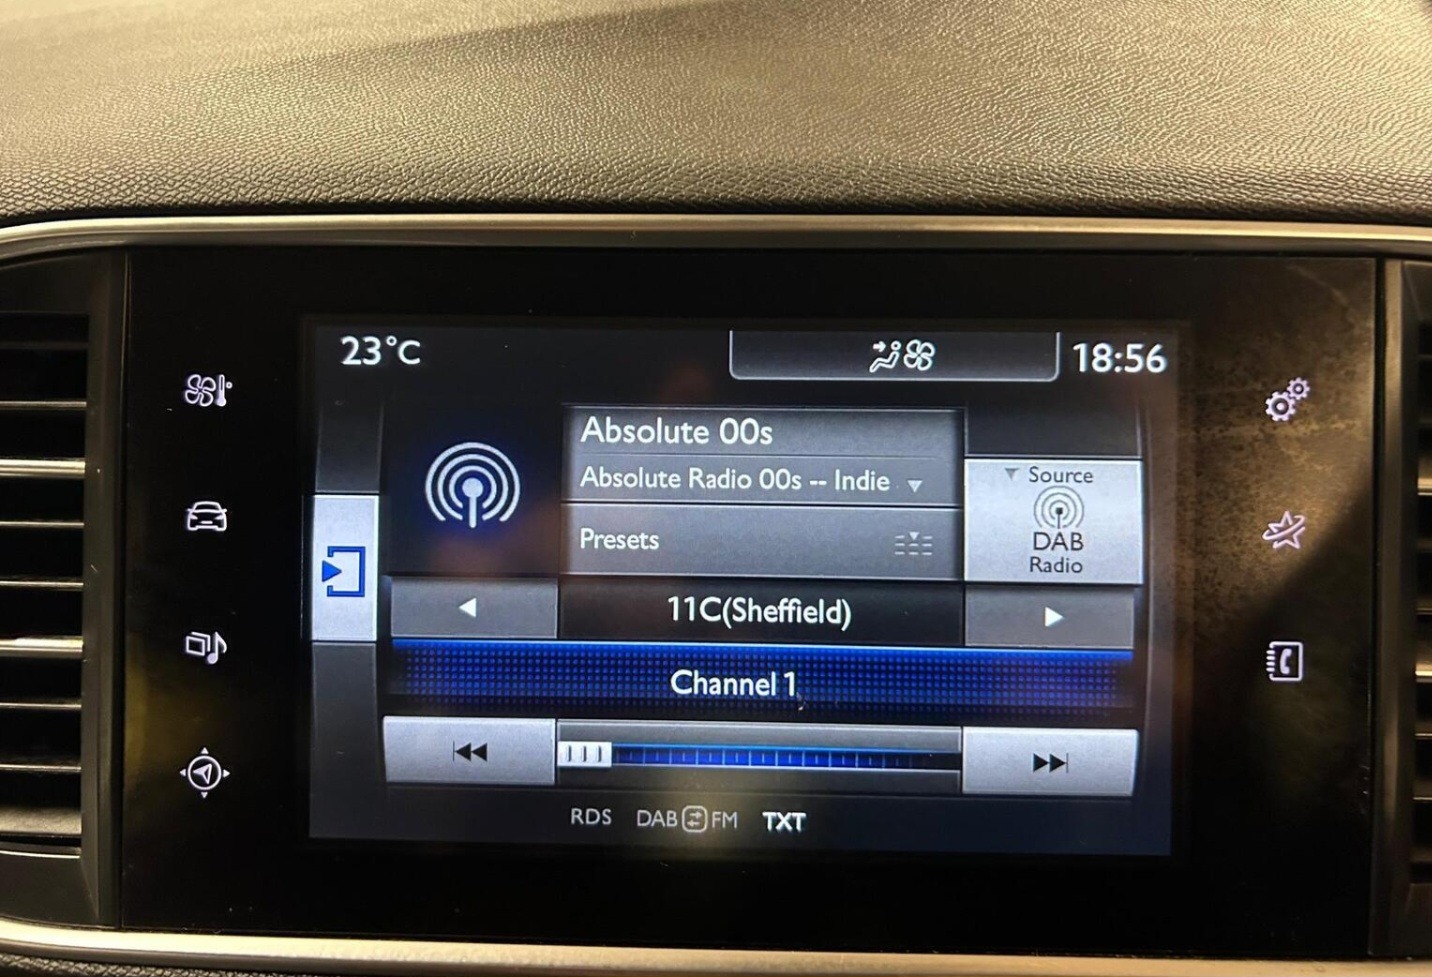 23°C
18:56
Absolute 00s
Absolute Radio 00s -- Indie
Presets
Source
DAB
Radio
11C(Sheffield)
Channel 1
RDS DAB FM TXT